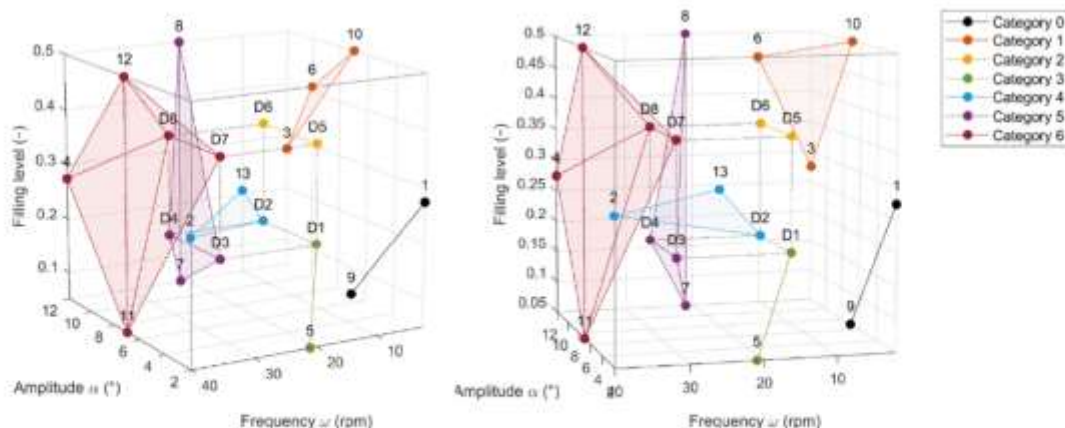 8
12
10
0.5
6
D8
D6
D5
D7
3
0.4
Filling level (-)
4
0.3
13
1
2
D2
D4
D1
D3
0.2
7
9
0.1
11
12
10
8
6
5
4
2
40
30
20
10
Amplitude α (°)
Frequency ω (rpm)
8
12
10
0.5
6
0.45
D8
D6
D5
D7
0.4
3
0.35
Filling level (-)
4
0.3
13
0.25
2
1
D2
0.2
D4
D1
D3
0.15
7
0.1
9
0.05
11
5
12
10
8
6
4
40
30
20
10
Amplitude α (°)
Frequency ω (rpm)
Category 0
Category 1
Category 2
Category 3
Category 4
Category 5
Category 6